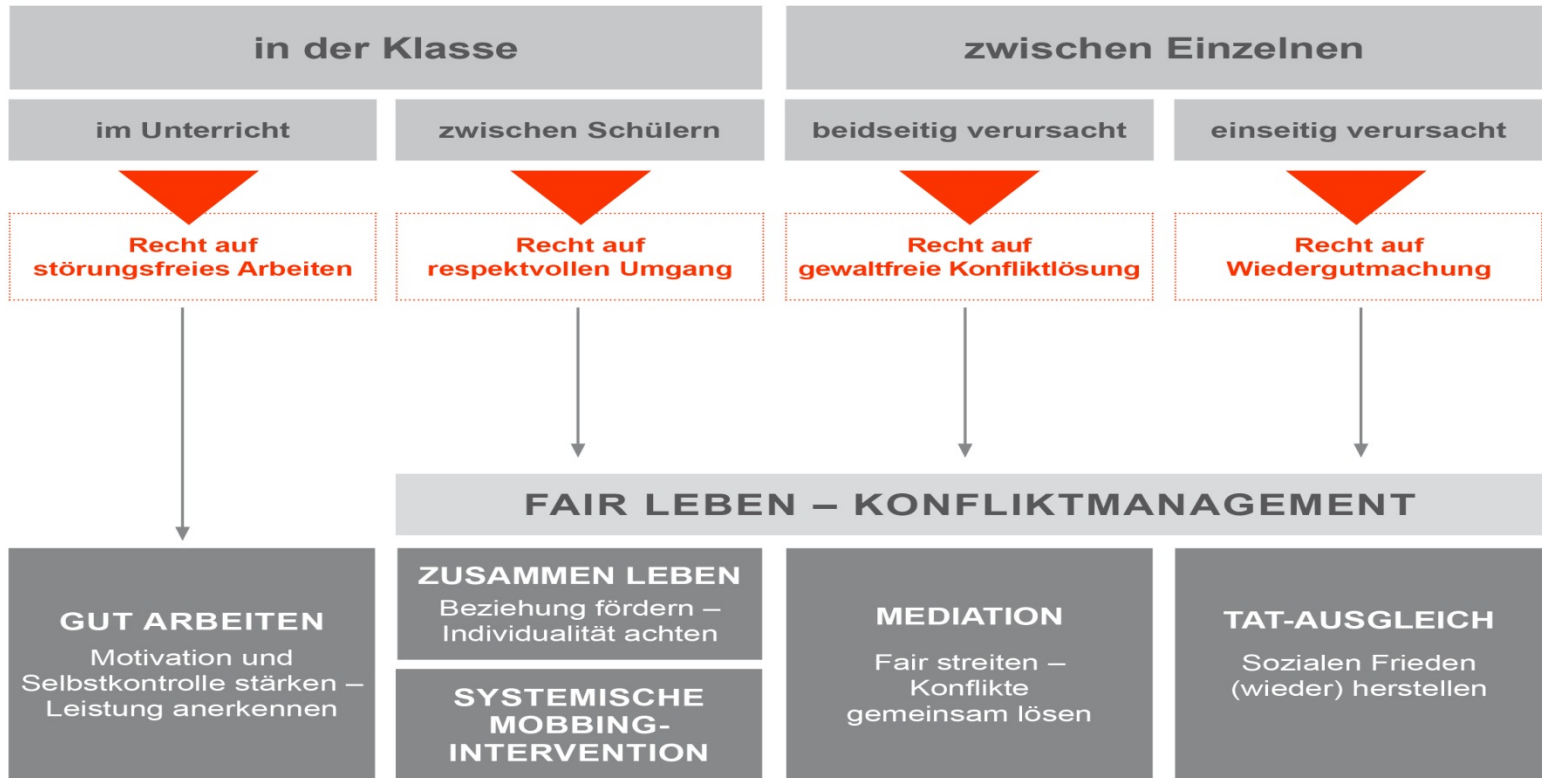 in der Klasse
zwischen Einzelnen
im Unterricht
zwischen Schülern
beidseitig verursacht
einseitig verursacht
Recht auf
störungsfreies Arbeiten
Recht auf
respektvollen Umgang
Recht auf
gewaltfreie Konfliktlösung
Recht auf
Wiedergutmachung
FAIR LEBEN – KONFLIKTMANAGEMENT
GUT ARBEITEN
Motivation und
Selbstkontrolle stärken –
Leistung anerkennen
ZUSAMMEN LEBEN
Beziehung fördern –
Individualität achten
SYSTEMISCHE
MOBBING-
INTERVENTION
MEDIATION
Fair streiten –
Konflikte
gemeinsam lösen
TAT-AUSGLEICH
Sozialen Frieden
(wieder) herstellen